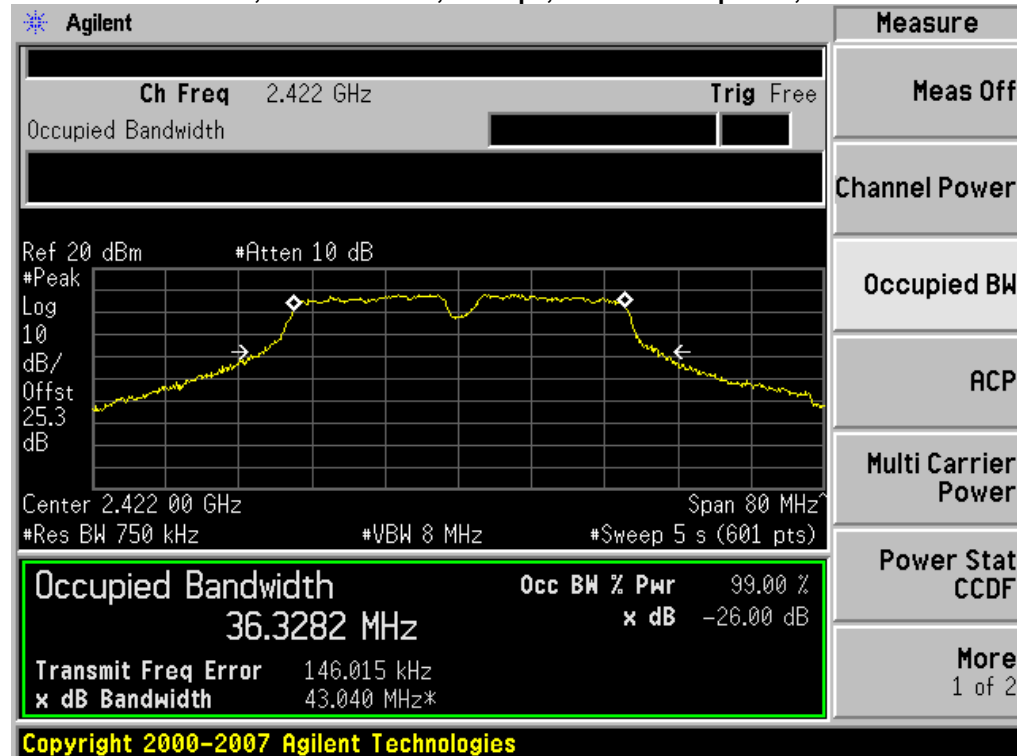 Agilent
Measure
Ch Freq 2.422 GHz Trig Free
Occupied Bandwidth
Meas Off
Channel Power
Occupied BW
ACP
Multi Carrier
Power
Power Stat
CCDF
More
1 of 2
Ref 20 dBm #Atten 10 dB
#Peak
Log
10
dB/
Offst
25.3
dB
Center 2.422 00 GHz Span 80 MHz^
#Res BW 750 kHz #VBW 8 MHz #Sweep 5 s (601 pts)
Occupied Bandwidth Occ BW % Pwr 99.00 %
36.3282 MHz x dB -26.00 dB
Transmit Freq Error 146.015 kHz
x dB Bandwidth 43.040 MHz*
Copyright 2000-2007 Agilent Technologies